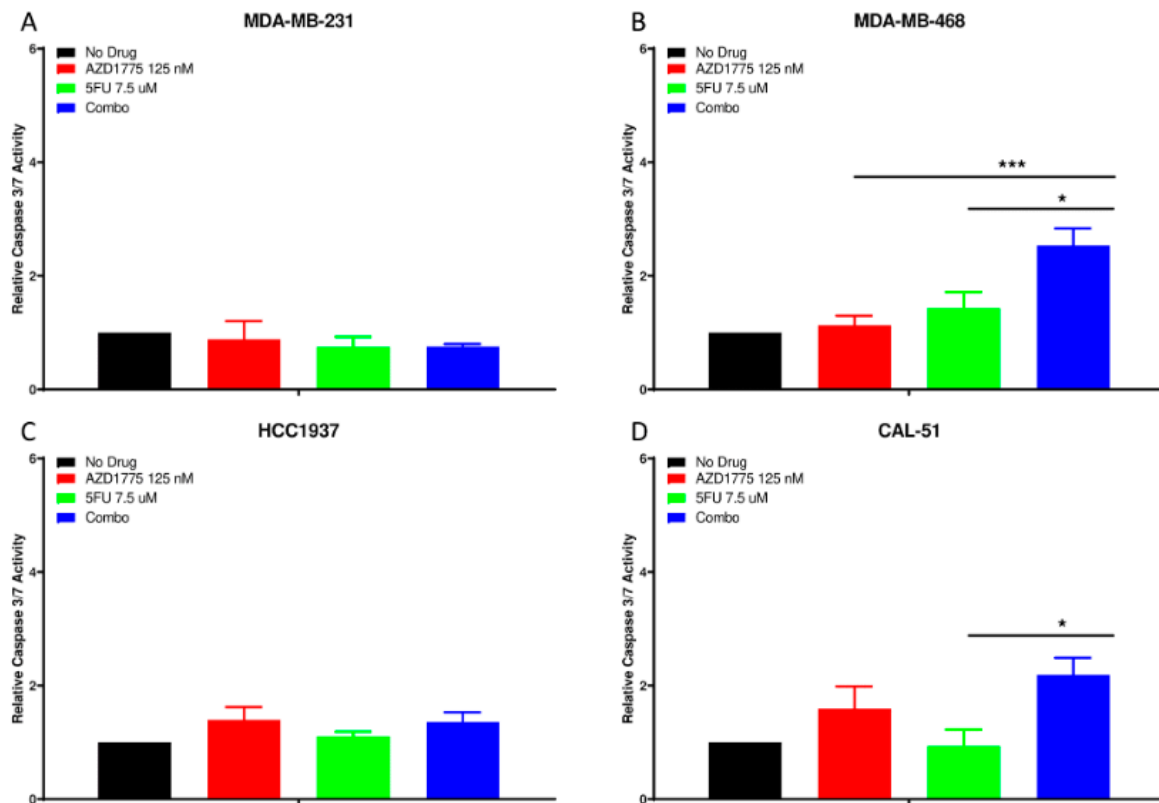 A
MDA-MB-231
6
4
2
0
Relative Caspase 3/7 Activity
No Drug
AZD1775 125 nM
5FU 7.5 uM
Combo
B
MDA-MB-468
6
4
2
0
Relative Caspase 3/7 Activity
No Drug
AZD1775 125 nM
5FU 7.5 uM
Combo
***
*
C
HCC1937
6
4
2
0
Relative Caspase 3/7 Activity
No Drug
AZD1775 125 nM
5FU 7.5 uM
Combo
D
CAL-51
6
4
2
0
Relative Caspase 3/7 Activity
No Drug
AZD1775 125 nM
5FU 7.5 uM
Combo
*